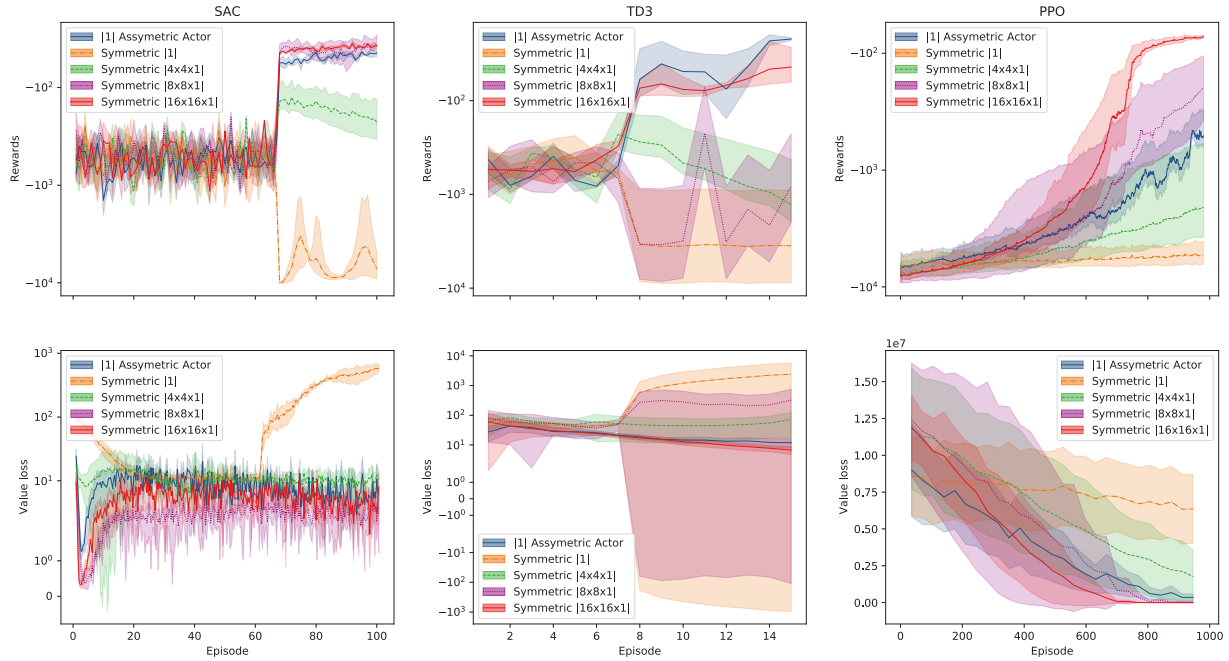 SAC
Rewards
−10²
−10³
−10⁴
|1| Assymetric Actor
Symmetric |1|
Symmetric |4x4x1|
Symmetric |8x8x1|
Symmetric |16x16x1|
TD3
Rewards
−10²
−10³
−10⁴
|1| Assymetric Actor
Symmetric |1|
Symmetric |4x4x1|
Symmetric |8x8x1|
Symmetric |16x16x1|
PPO
Rewards
−10²
−10³
−10⁴
|1| Assymetric Actor
Symmetric |1|
Symmetric |4x4x1|
Symmetric |8x8x1|
Symmetric |16x16x1|
Value loss
10³
10²
10¹
10⁰
0
|1| Assymetric Actor
Symmetric |1|
Symmetric |4x4x1|
Symmetric |8x8x1|
Symmetric |16x16x1|
0 20 40 60 80 100
Episode
Value loss
10⁴
10³
10²
10¹
10⁰
0
−10⁰
−10¹
−10²
−10³
|1| Assymetric Actor
Symmetric |1|
Symmetric |4x4x1|
Symmetric |8x8x1|
Symmetric |16x16x1|
2 4 6 8 10 12 14
Episode
1e7
Value loss
1.50
1.25
1.00
0.75
0.50
0.25
0.00
|1| Assymetric Actor
Symmetric |1|
Symmetric |4x4x1|
Symmetric |8x8x1|
Symmetric |16x16x1|
0 200 400 600 800 1000
Episode